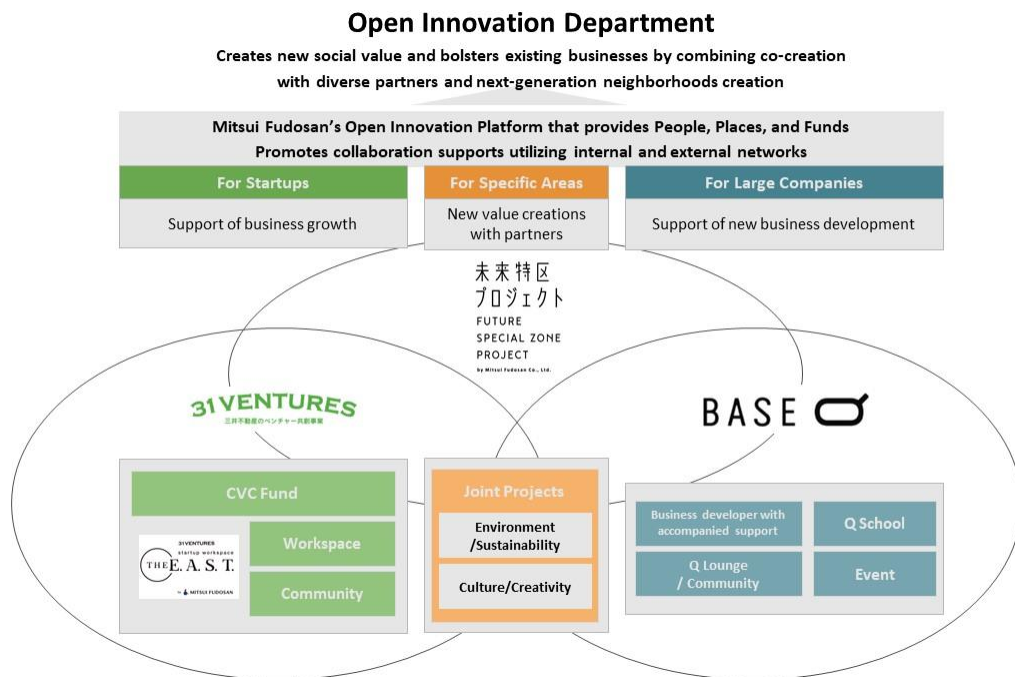 Open Innovation Department
Creates new social value and bolsters existing businesses by combining co-creation
with diverse partners and next-generation neighborhoods creation
Mitsui Fudosan's Open Innovation Platform that provides People, Places, and Funds
Promotes collaboration supports utilizing internal and external networks
For Startups
Support of business growth
For Specific Areas
New value creations
with partners
For Large Companies
Support of new business development
未来特区
プロジェクト
FUTURE
SPECIAL ZONE
PROJECT
by Mitsui Fudosan Co., Ltd.
31VENTURES
三井不動産のベンチャー共創事業
BASE Q
CVC Fund
31VENTURES
startup workspace
THE E.A.S.T.
by MITSUI FUDOSAN
Workspace
Community
Joint Projects
Environment
/Sustainability
Culture/Creativity
Business developer with
accompanied support
Q School
Q Lounge
/ Community
Event